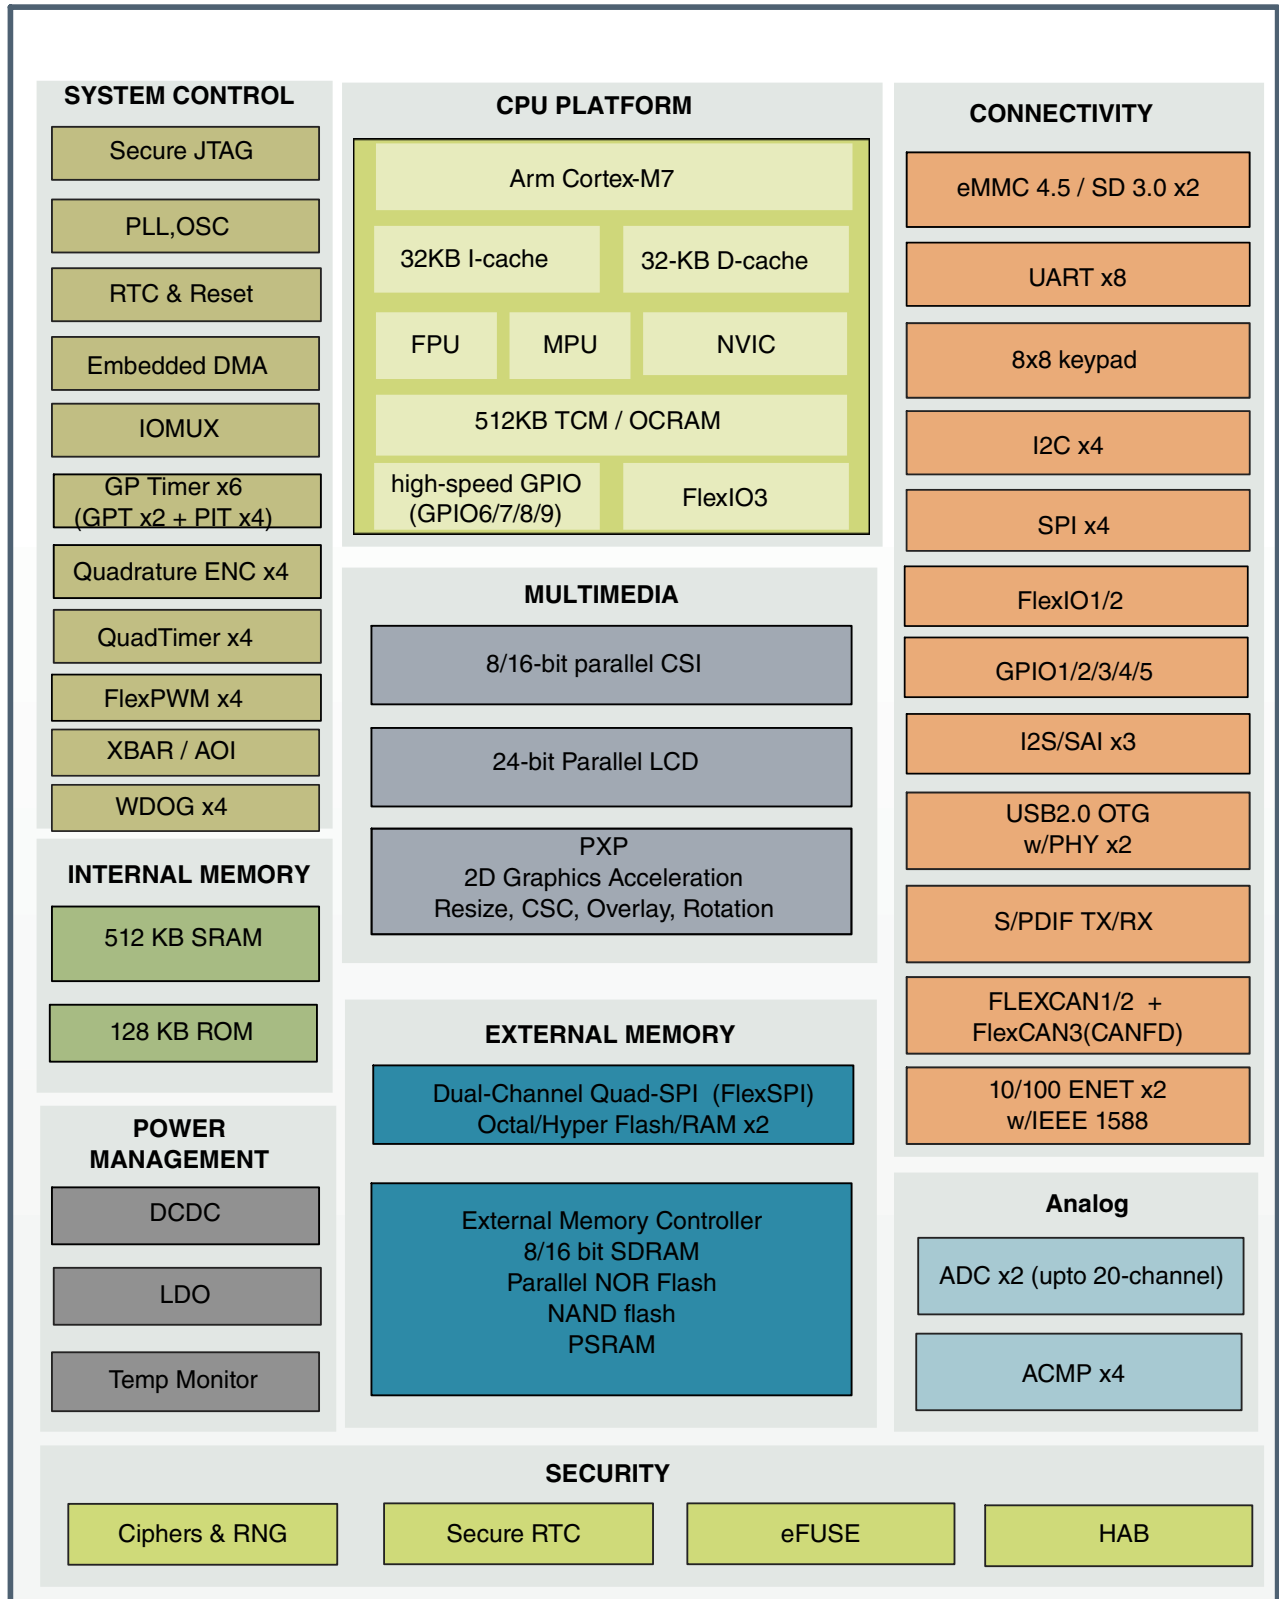 SYSTEM CONTROL
Secure JTAG
PLL,OSC
RTC & Reset
Embedded DMA
IOMUX
GP Timer x6
(GPT x2 + PIT x4)
Quadrature ENC x4
QuadTimer x4
FlexPWM x4
XBAR / AOI
WDOG x4
INTERNAL MEMORY
512 KB SRAM
128 KB ROM
POWER
MANAGEMENT
DCDC
LDO
Temp Monitor
CPU PLATFORM
Arm Cortex-M7
32KB I-cache
32-KB D-cache
FPU
MPU
NVIC
512KB TCM / OCRAM
high-speed GPIO
(GPIO6/7/8/9)
FlexIO3
MULTIMEDIA
8/16-bit parallel CSI
24-bit Parallel LCD
PXP
2D Graphics Acceleration
Resize, CSC, Overlay, Rotation
EXTERNAL MEMORY
Dual-Channel Quad-SPI (FlexSPI)
Octal/Hyper Flash/RAM x2
External Memory Controller
8/16 bit SDRAM
Parallel NOR Flash
NAND flash
PSRAM
CONNECTIVITY
eMMC 4.5 / SD 3.0 x2
UART x8
8x8 keypad
I2C x4
SPI x4
FlexIO1/2
GPIO1/2/3/4/5
I2S/SAI x3
USB2.0 OTG
w/PHY x2
S/PDIF TX/RX
FLEXCAN1/2 +
FlexCAN3(CANFD)
10/100 ENET x2
w/IEEE 1588
Analog
ADC x2 (upto 20-channel)
ACMP x4
SECURITY
Ciphers & RNG
Secure RTC
eFUSE
HAB